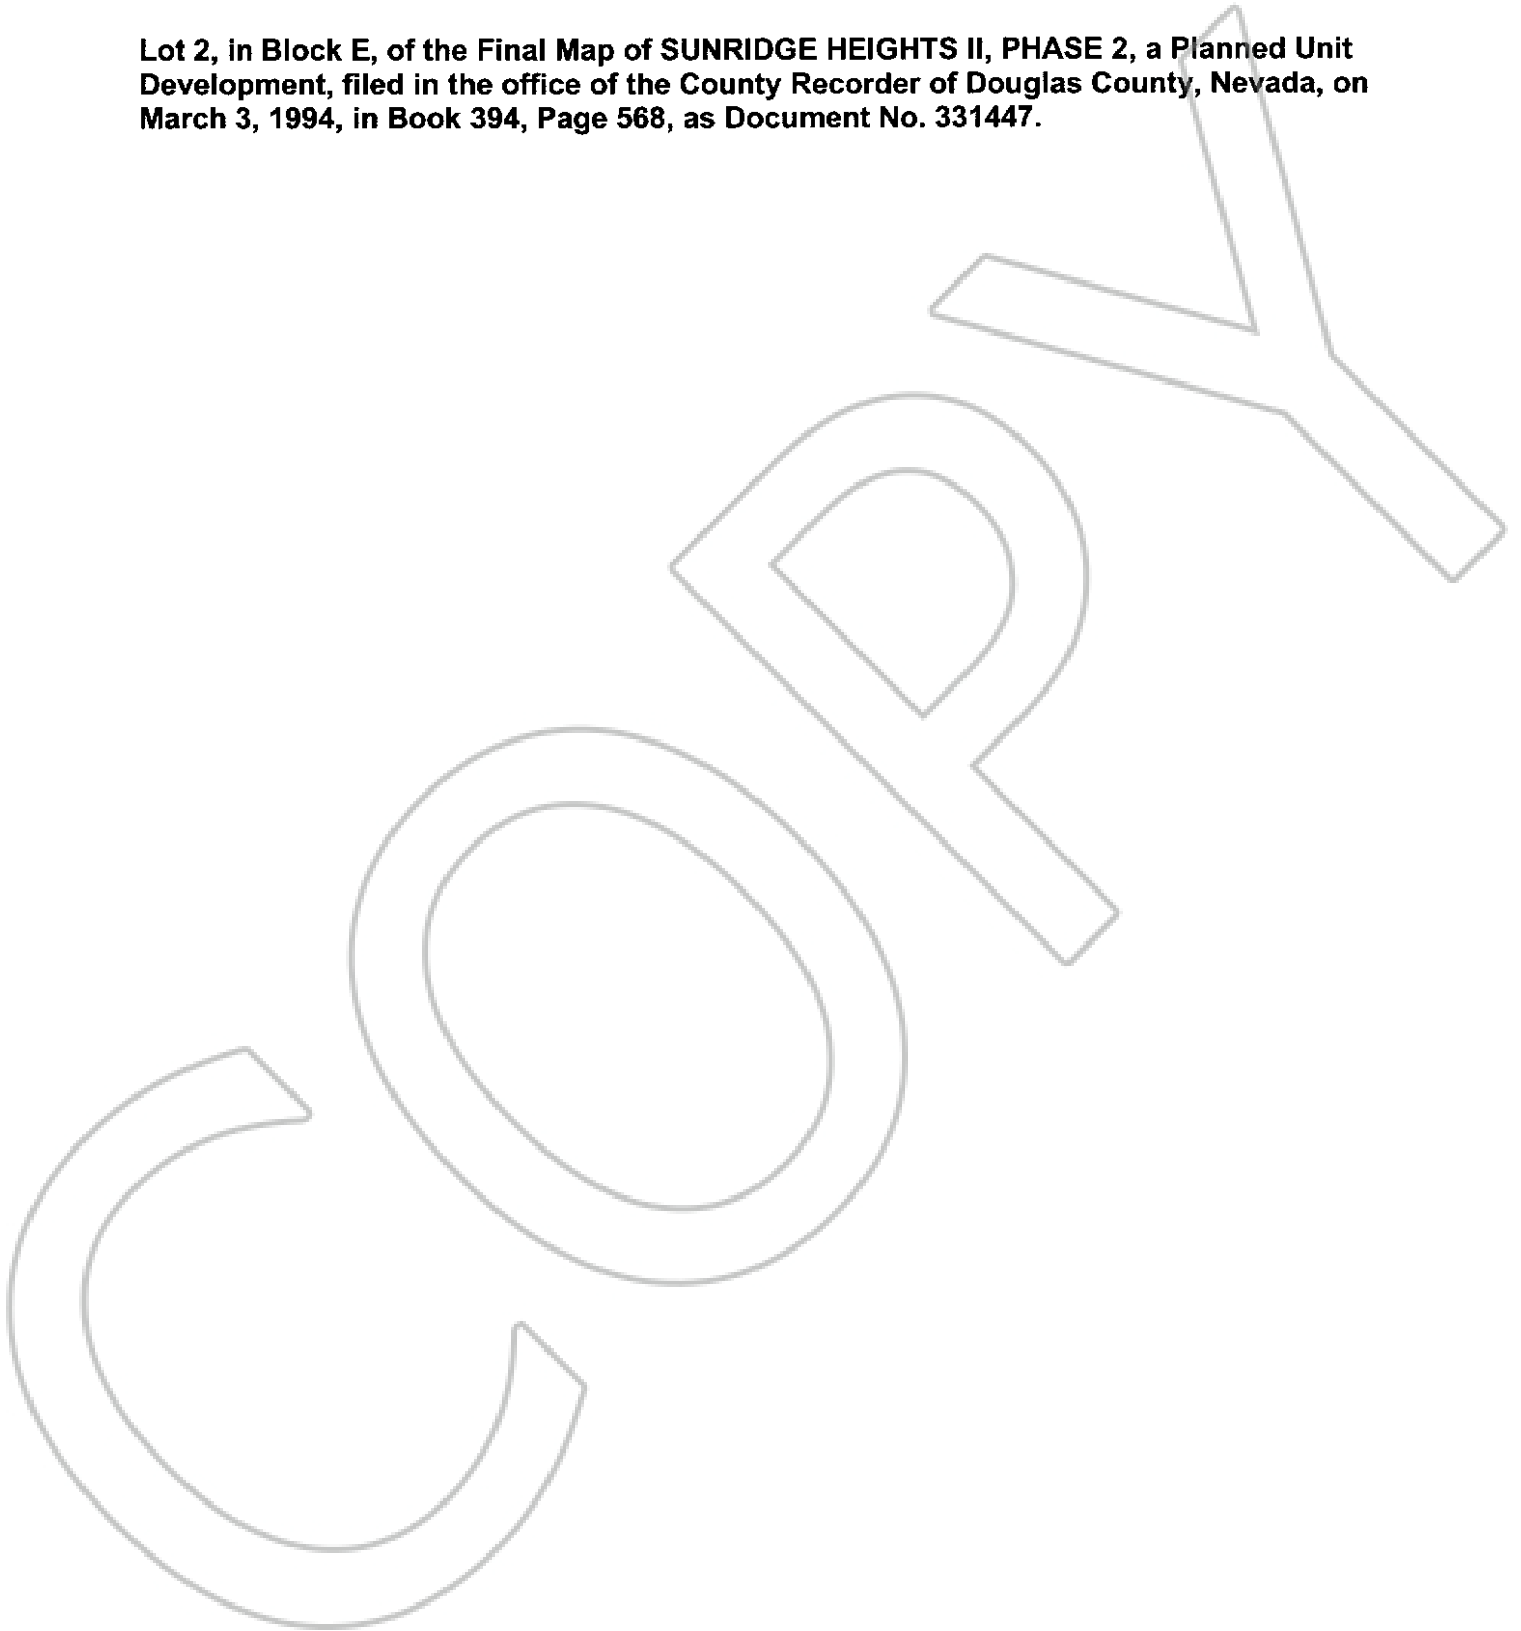 Lot 2, in Block E, of the Final Map of SUNRIDGE HEIGHTS II, PHASE 2, a Planned Unit
Development, filed in the office of the County Recorder of Douglas County, Nevada, on
March 3, 1994, in Book 394, Page 568, as Document No. 331447.
COPY